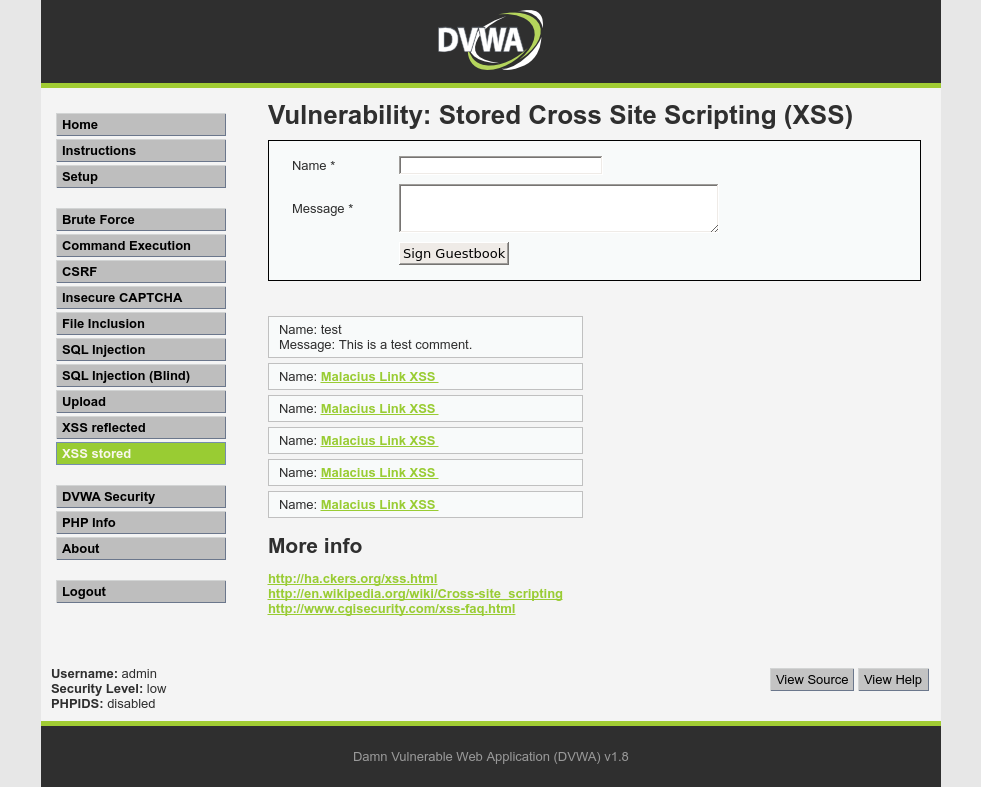 DVWA
Home
Instructions
Setup
Brute Force
Command Execution
CSRF
Insecure CAPTCHA
File Inclusion
SQL Injection
SQL Injection (Blind)
Upload
XSS reflected
XSS stored
DVWA Security
PHP Info
About
Logout
Vulnerability: Stored Cross Site Scripting (XSS)
Name *
Message *
Sign Guestbook
Name: test
Message: This is a test comment.
Name: Malacius Link XSS
Name: Malacius Link XSS
Name: Malacius Link XSS
Name: Malacius Link XSS
Name: Malacius Link XSS
More info
http://ha.ckers.org/xss.html
http://en.wikipedia.org/wiki/Cross-site_scripting
http://www.cgisecurity.com/xss-faq.html
Username: admin
Security Level: low
PHPIDS: disabled
View Source View Help
Damn Vulnerable Web Application (DVWA) v1.8